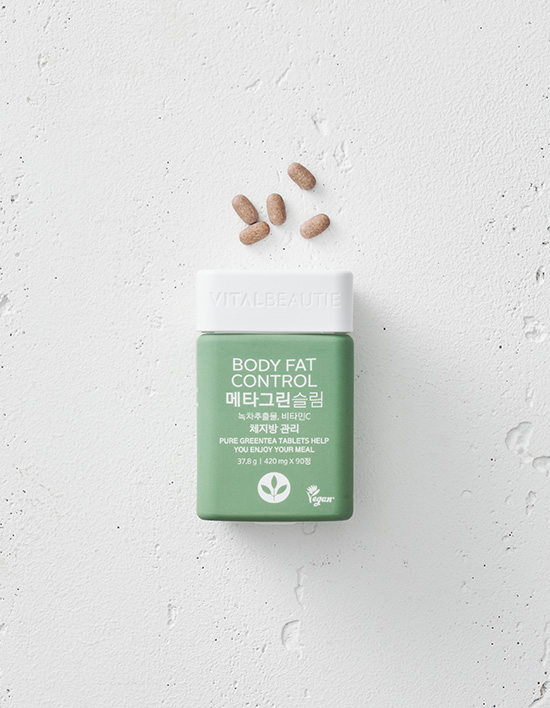 VITALBEAUTIE
BODY FAT
CONTROL
메타그린슬림
녹차추출물, 비타민C
체지방 관리
PURE GREENTEA TABLETS HELP
YOU ENJOY YOUR MEAL
37.8 g | 420 mg X 90정
Vegan